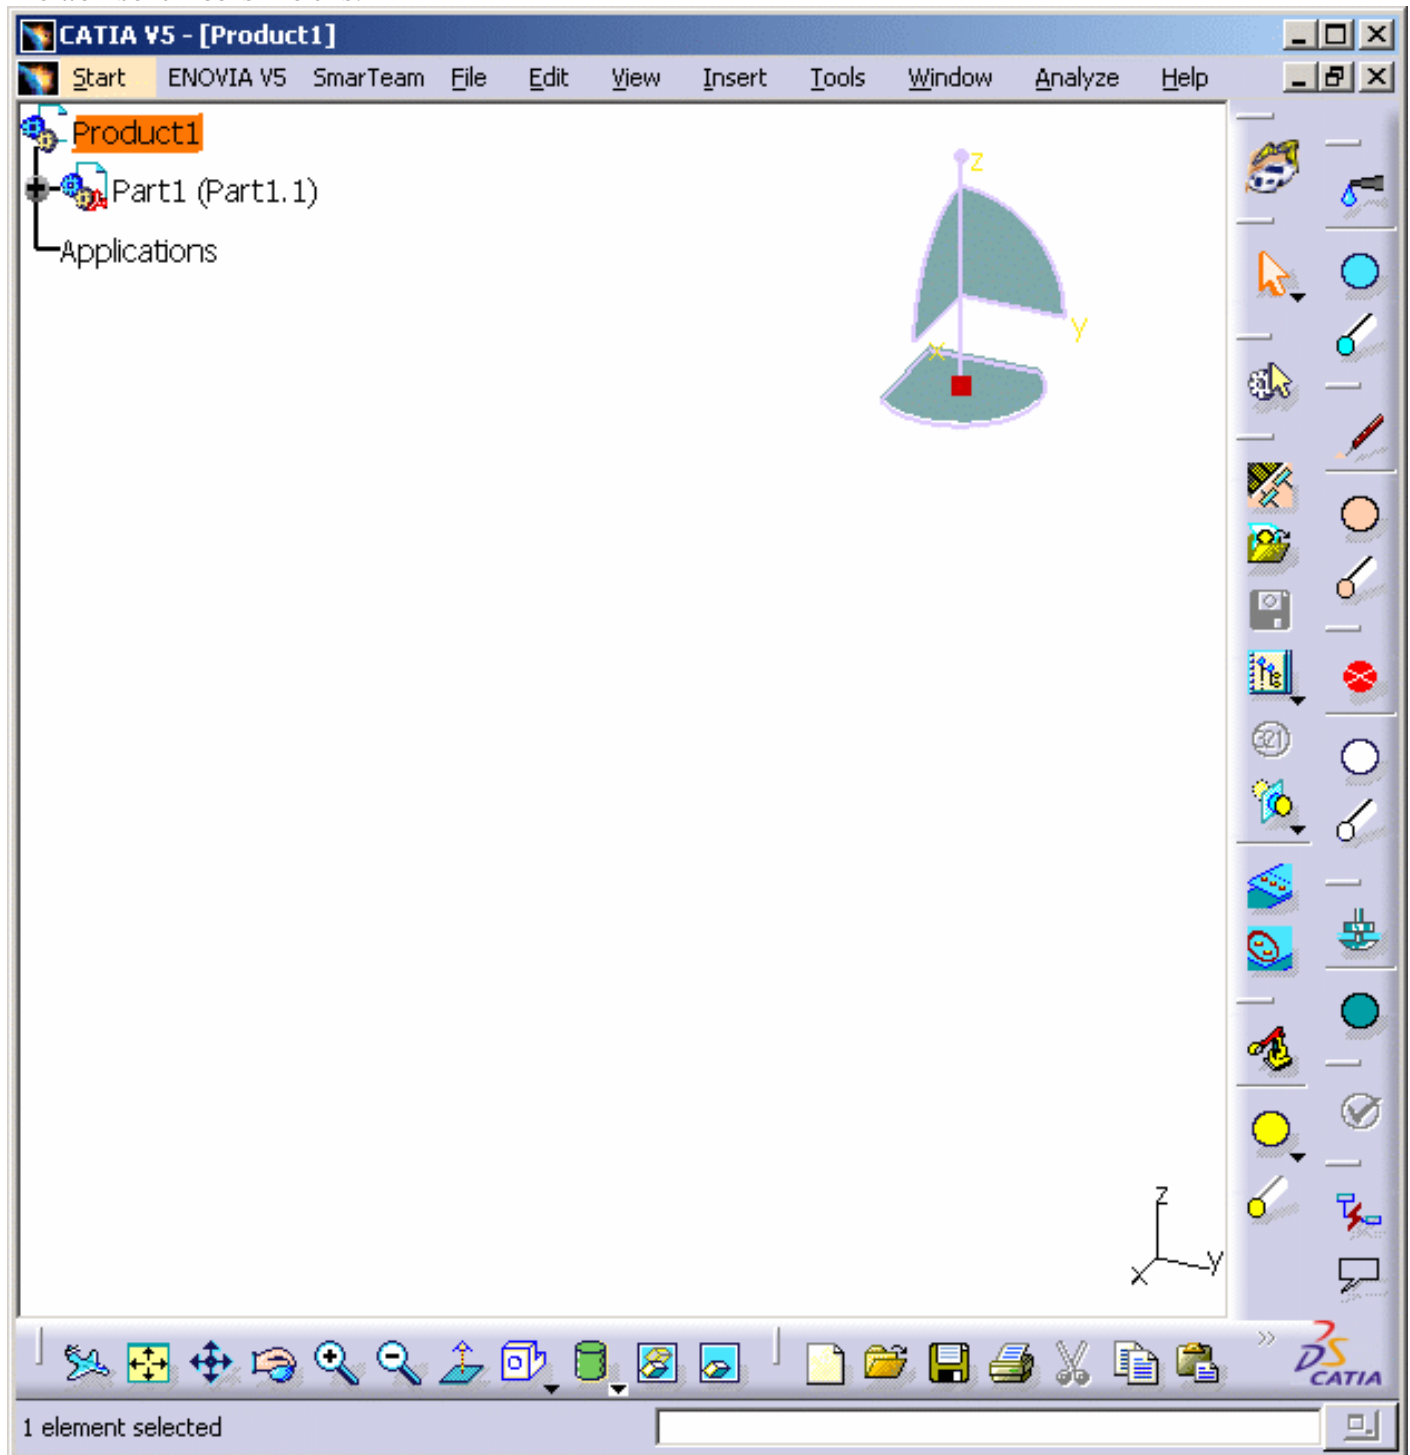 CATIA V5 - [Product1]
Start ENOVIA V5 SmarTeam File Edit View Insert Tools Window Analyze Help
Product1
Part1 (Part1.1)
Applications
z
y
x
321
z
x y
CATIA
1 element selected